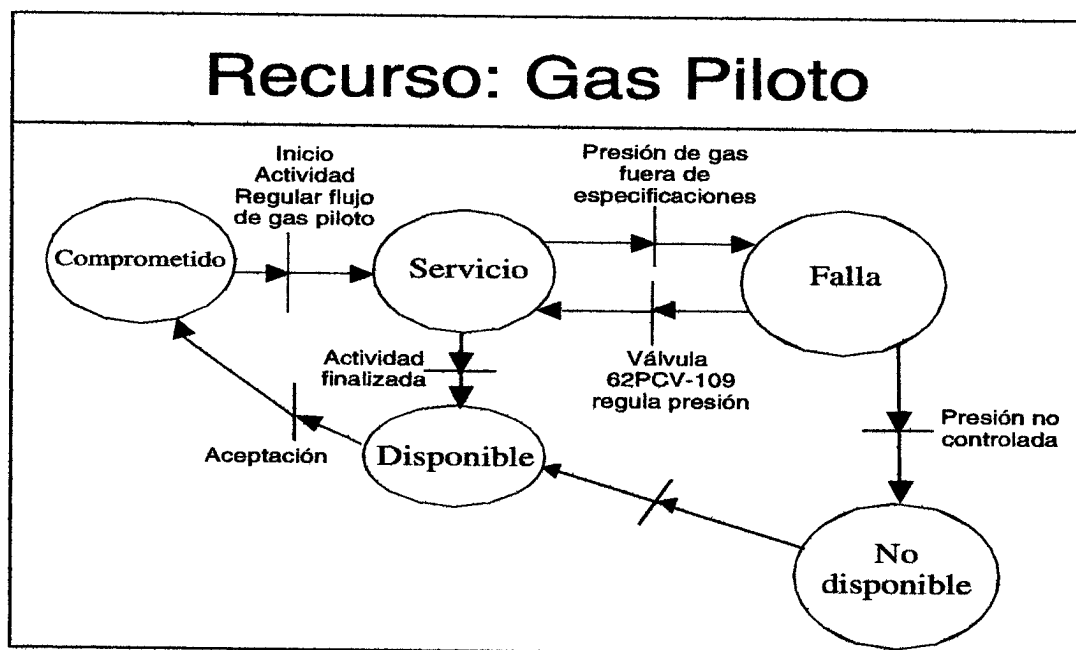 Recurso: Gas Piloto
Inicio
Actividad
Regular flujo
de gas piloto
Presión de gas
fuera de
especificaciones
Comprometido
Servicio
Falla
Actividad
finalizada
Válvula
62PCV-109
regula presión
Presión no
controlada
Aceptación
Disponible
No
disponible